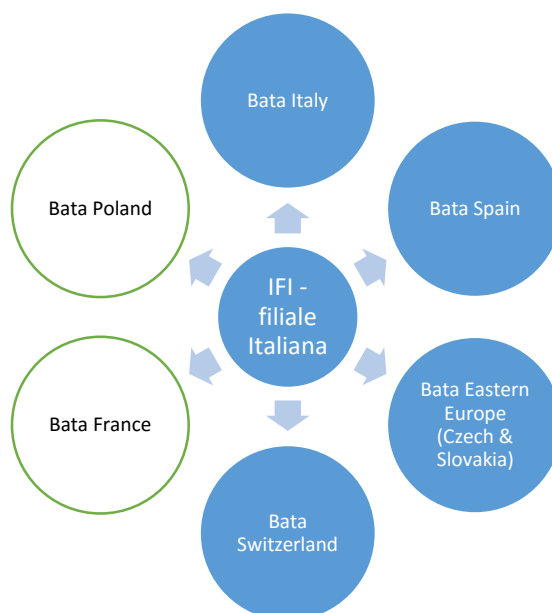 Bata Italy
Bata Poland
Bata Spain
IFI -
filiale
Italiana
Bata France
Bata Eastern
Europe
(Czech &
Slovakia)
Bata
Switzerland